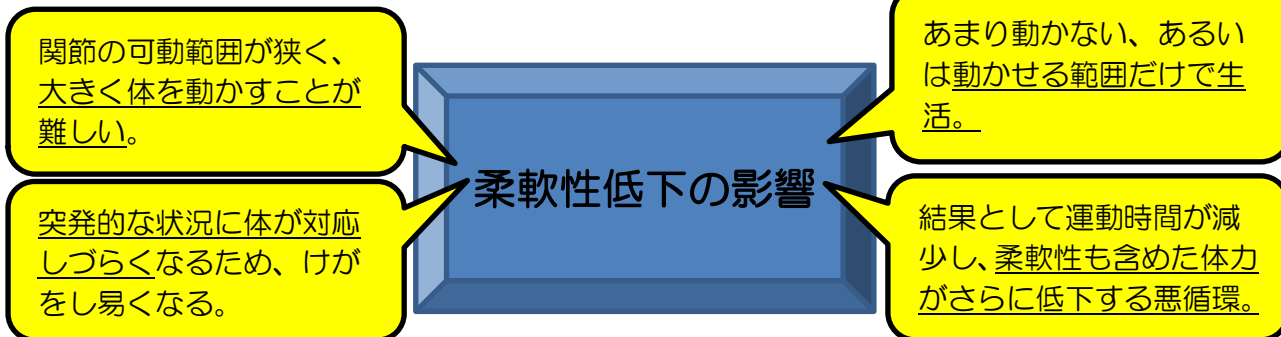 関節の可動範囲が狭く、
大きく体を動かすことが
難しい。
突発的な状況に体が対応
しづらくなるため、けが
をし易くなる。
柔軟性低下の影響
あまり動かない、あるい
は動かせる範囲だけで生
活。
結果として運動時間が減
少し、柔軟性も含めた体力
がさらに低下する悪循環。